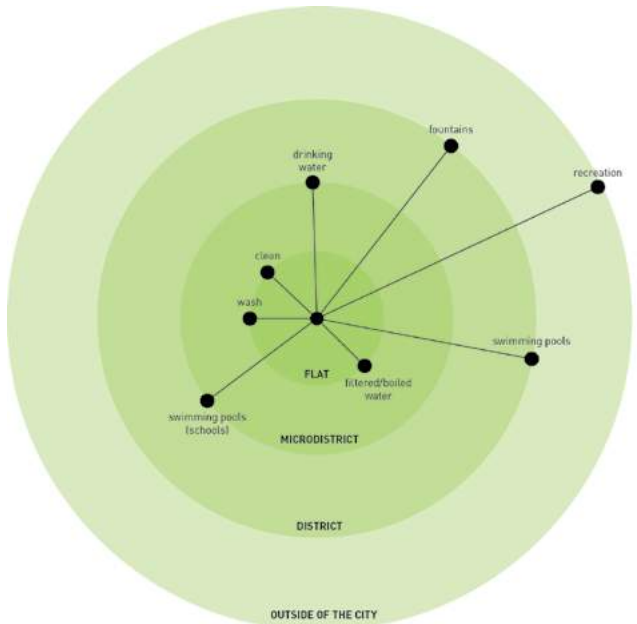 fountains
drinking
water
recreation
clean
wash
swimming pools
FLAT
filtered/boiled
water
swimming pools
(schools)
MICRODISTRICT
DISTRICT
OUTSIDE OF THE CITY